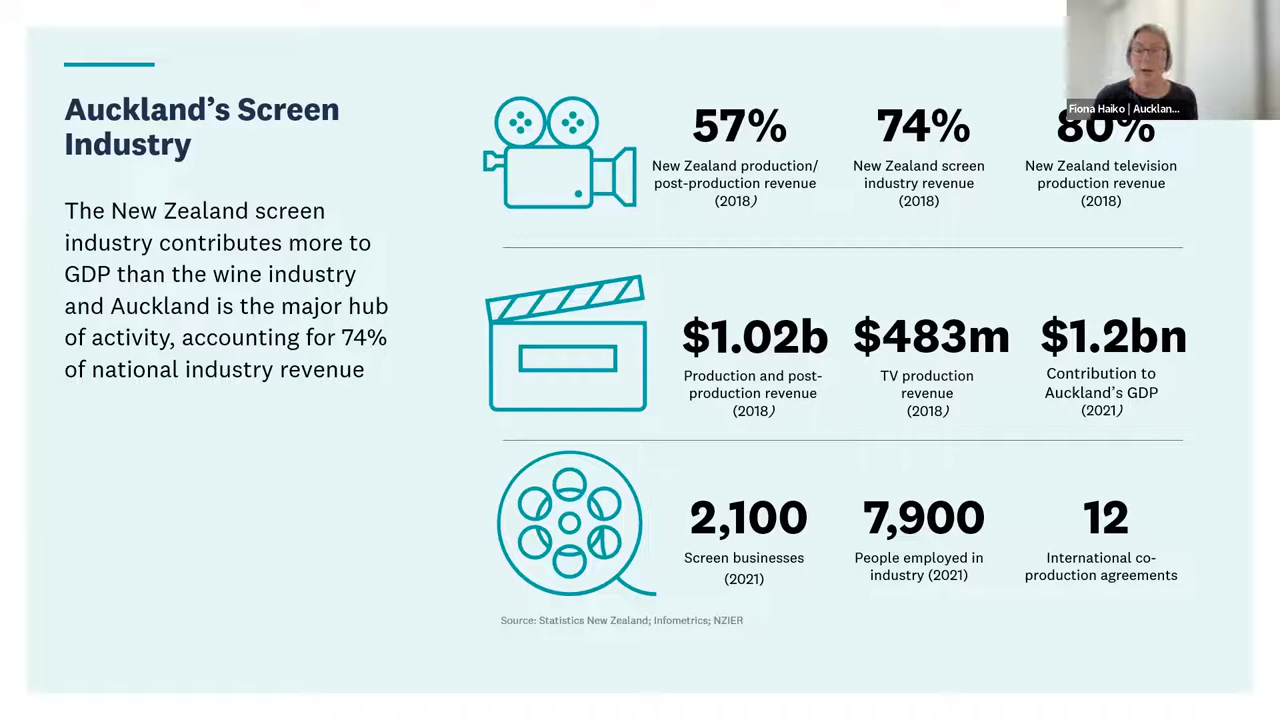 Fiona Haiko | Aucklan...
Auckland's Screen
Industry
The New Zealand screen
industry contributes more to
GDP than the wine industry
and Auckland is the major hub
of activity, accounting for 74%
of national industry revenue
57%
New Zealand production/
post-production revenue
(2018)
74%
New Zealand screen
industry revenue
(2018)
80%
New Zealand television
production revenue
(2018)
$1.02b
Production and post-
production revenue
(2018)
$483m
TV production
revenue
(2018)
$1.2bn
Contribution to
Auckland's GDP
(2021)
2,100
Screen businesses
(2021)
7,900
People employed in
industry (2021)
12
International co-
production agreements
Source: Statistics New Zealand; Infometrics; NZIER